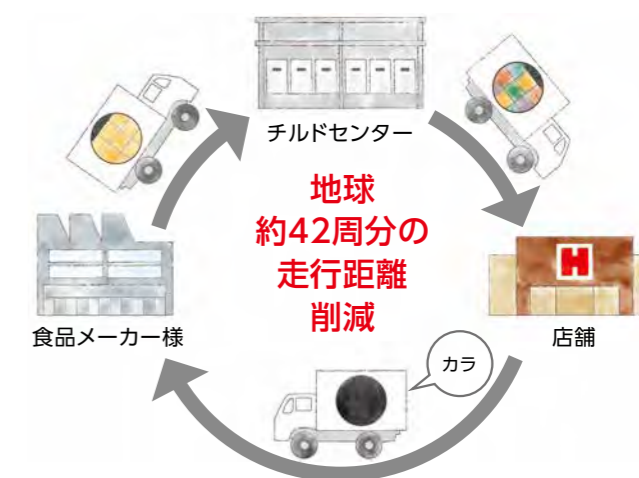 チルドセンター
地球
約42周分の
走行距離
削減
H
食品メーカー様
店舗
カラ